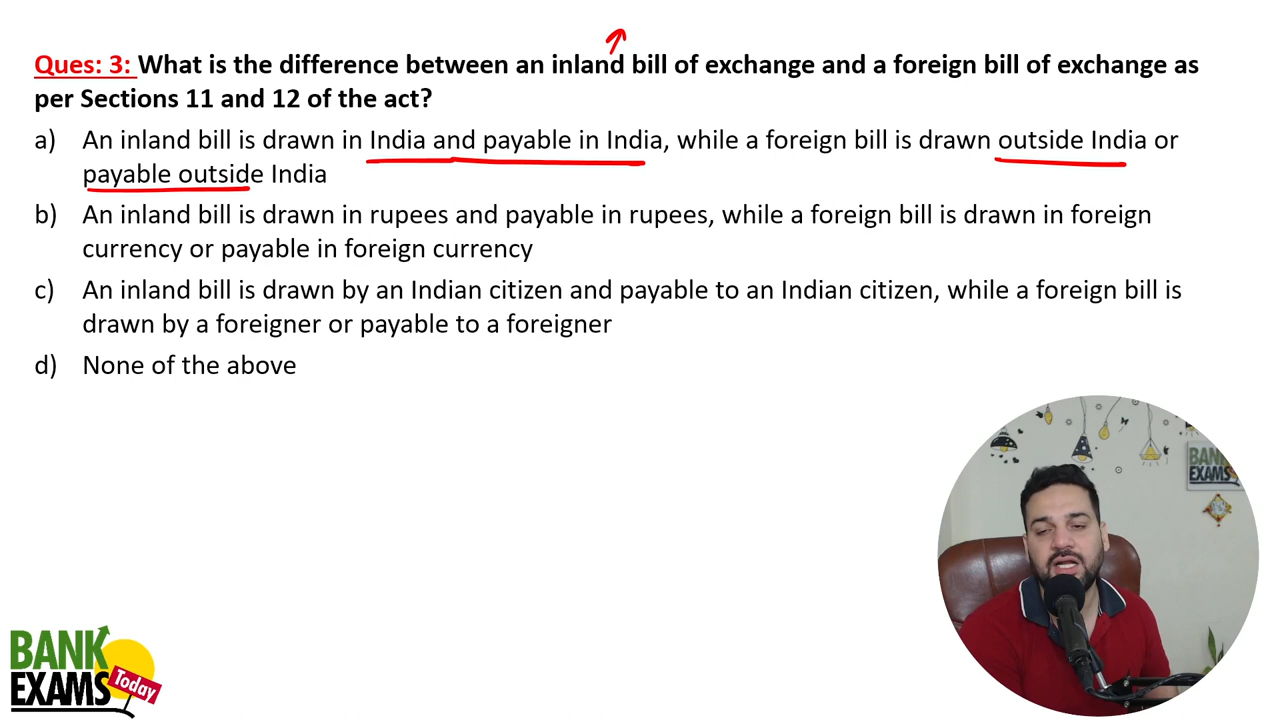 Ques: 3: What is the difference between an inland bill of exchange and a foreign bill of exchange as
per Sections 11 and 12 of the act?
a) An inland bill is drawn in India and payable in India, while a foreign bill is drawn outside India or
payable outside India
b) An inland bill is drawn in rupees and payable in rupees, while a foreign bill is drawn in foreign
currency or payable in foreign currency
c) An inland bill is drawn by an Indian citizen and payable to an Indian citizen, while a foreign bill is
drawn by a foreigner or payable to a foreigner
d) None of the above
BANK
EXAMS
BANK
EXAMS
Today